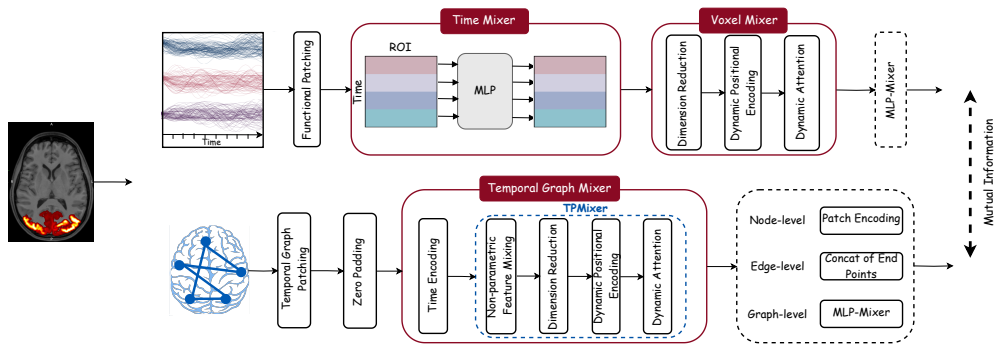 Time Mixer
Voxel Mixer
Time
Functional Patching
ROI
Time
MLP
Dimension Reduction
Dynamic Positional
Encoding
Dynamic Attention
MLP-Mixer
Mutual Information
Temporal Graph Mixer
TPMixer
Temporal Graph
Patching
Zero Padding
Time Encoding
Non-parametric
Feature Mixing
Dimension Reduction
Dynamic Positional
Encoding
Dynamic Attention
Node-level
Patch Encoding
Edge-level
Concat of End
Points
Graph-level
MLP-Mixer